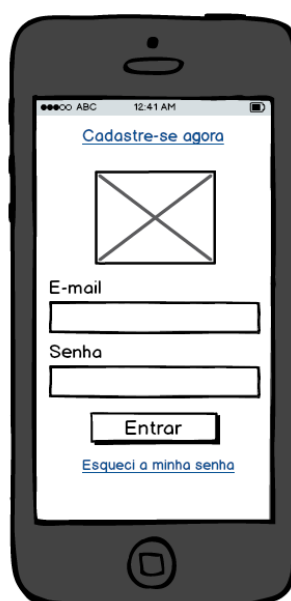 ABC 12:41 AM
Cadastre-se agora
E-mail
Senha
Entrar
Esqueci a minha senha